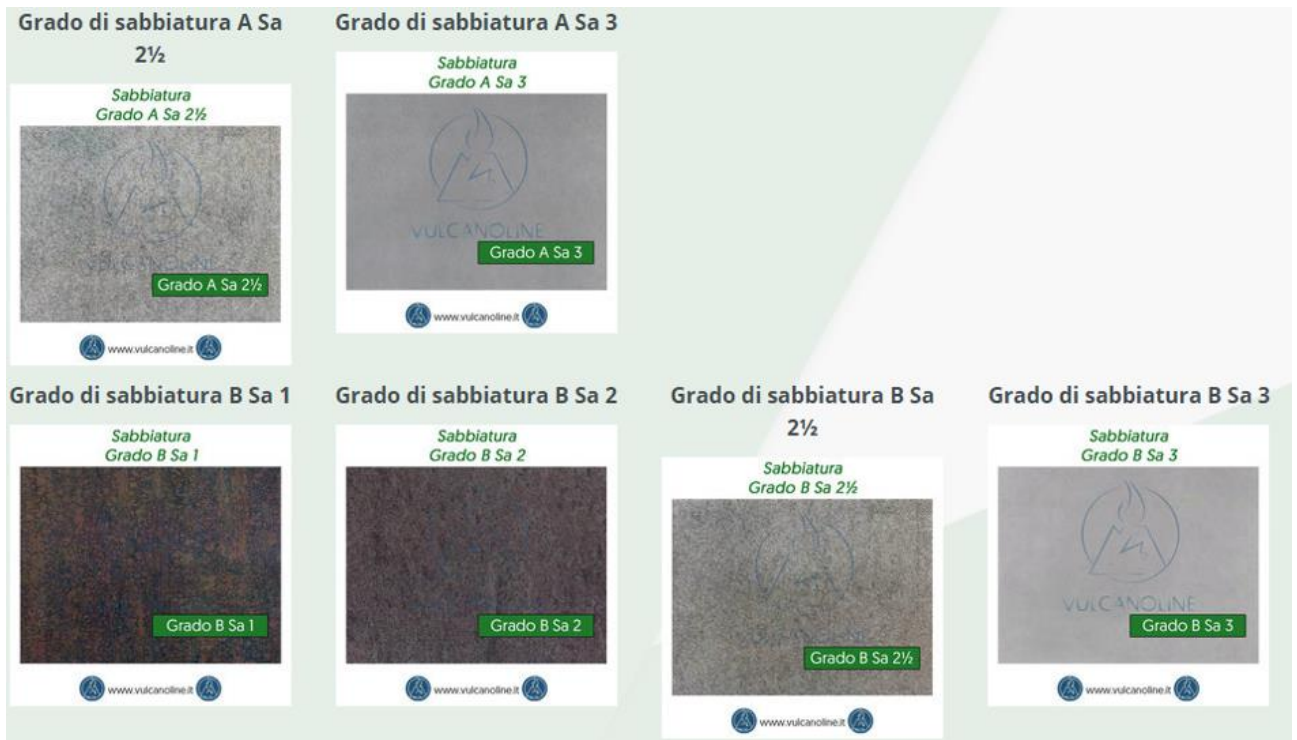 Grado di sabbiatura A Sa
2½
Sabbiatura
Grado A Sa 2½
VULCANOLINE
Grado A Sa 2½
www.vulcanoline.it
Grado di sabbiatura A Sa 3
Sabbiatura
Grado A Sa 3
VULCANOLINE
Grado A Sa 3
www.vulcanoline.it
Grado di sabbiatura B Sa 1
Sabbiatura
Grado B Sa 1
Grado B Sa 1
www.vulcanoline.it
Grado di sabbiatura B Sa 2
Sabbiatura
Grado B Sa 2
Grado B Sa 2
www.vulcanoline.it
Grado di sabbiatura B Sa
2½
Sabbiatura
Grado B Sa 2½
Grado B Sa 2½
www.vulcanoline.it
Grado di sabbiatura B Sa 3
Sabbiatura
Grado B Sa 3
VULCANOLINE
Grado B Sa 3
www.vulcanoline.it